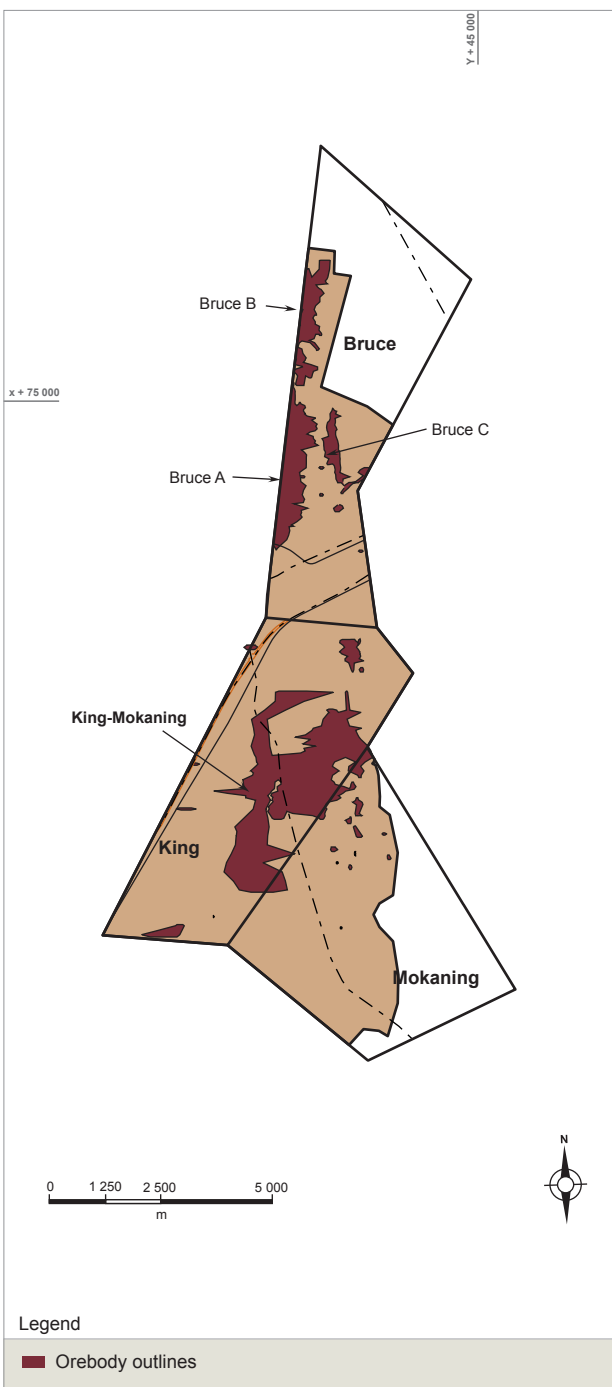 Y + 45 000
Bruce B
Bruce
x + 75 000
Bruce C
Bruce A
King-Mokaning
King
Mokaning
N
0 1 250 2 500 5 000
m
Legend
Orebody outlines